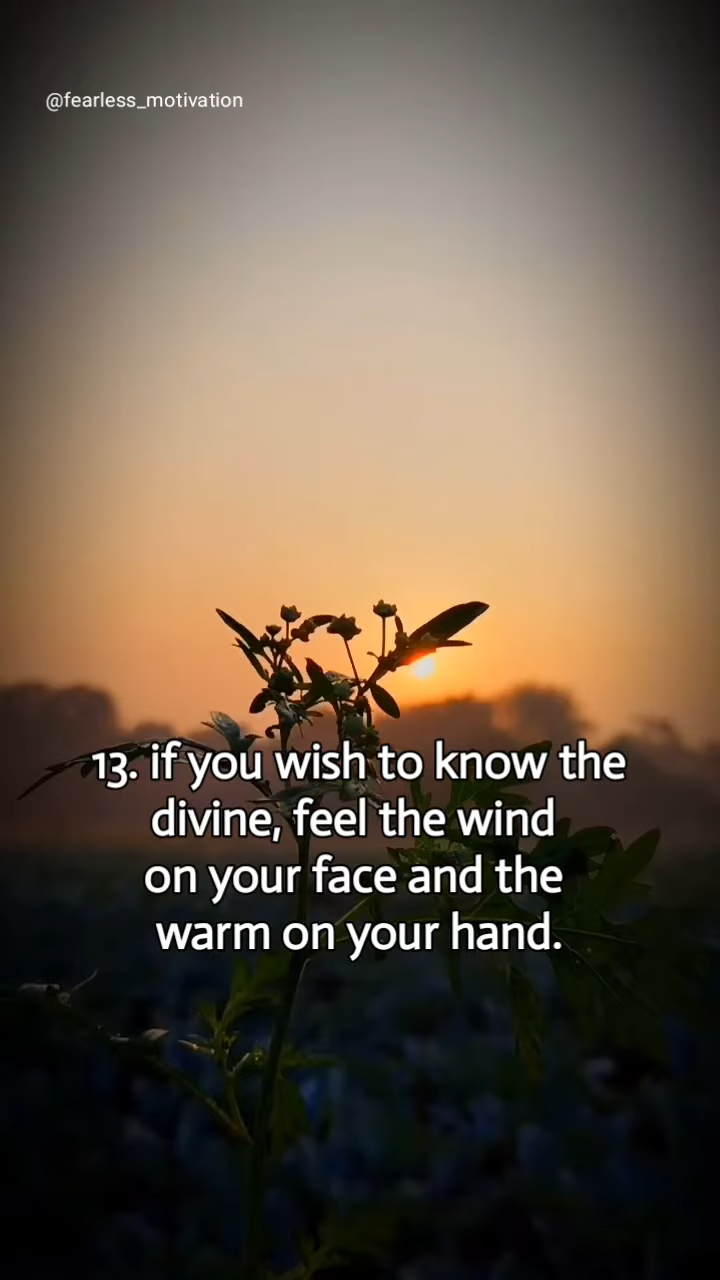 @fearless_motivation
13. if you wish to know the
divine, feel the wind
on your face and the
warm on your hand.